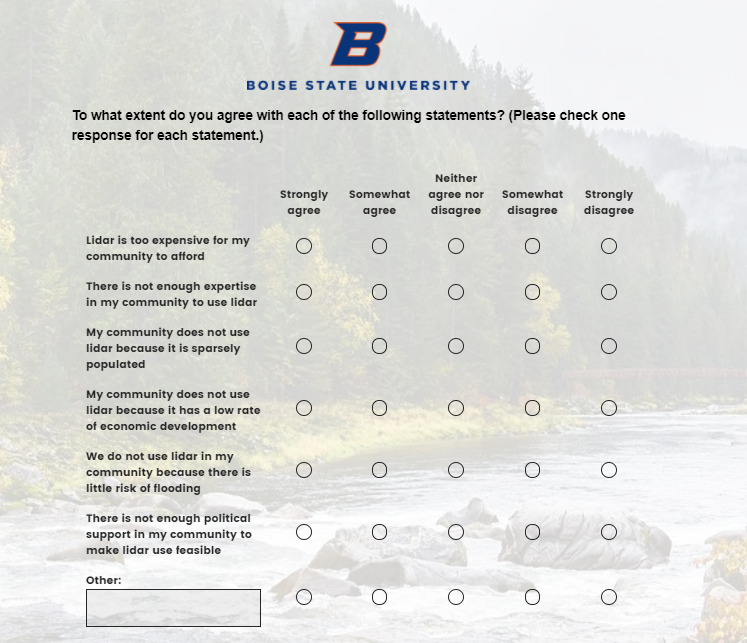 B
BOISE STATE UNIVERSITY
To what extent do you agree with each of the following statements? (Please check one
response for each statement.)
Strongly
agree
Somewhat
agree
Neither
agree nor
disagree
Somewhat
disagree
Strongly
disagree
Lidar is too expensive for my
community to afford
There is not enough expertise
in my community to use lidar
My community does not use
lidar because it is sparsely
populated
My community does not use
lidar because it has a low rate
of economic development
We do not use lidar in my
community because there is
little risk of flooding
There is not enough political
support in my community to
make lidar use feasible
Other: